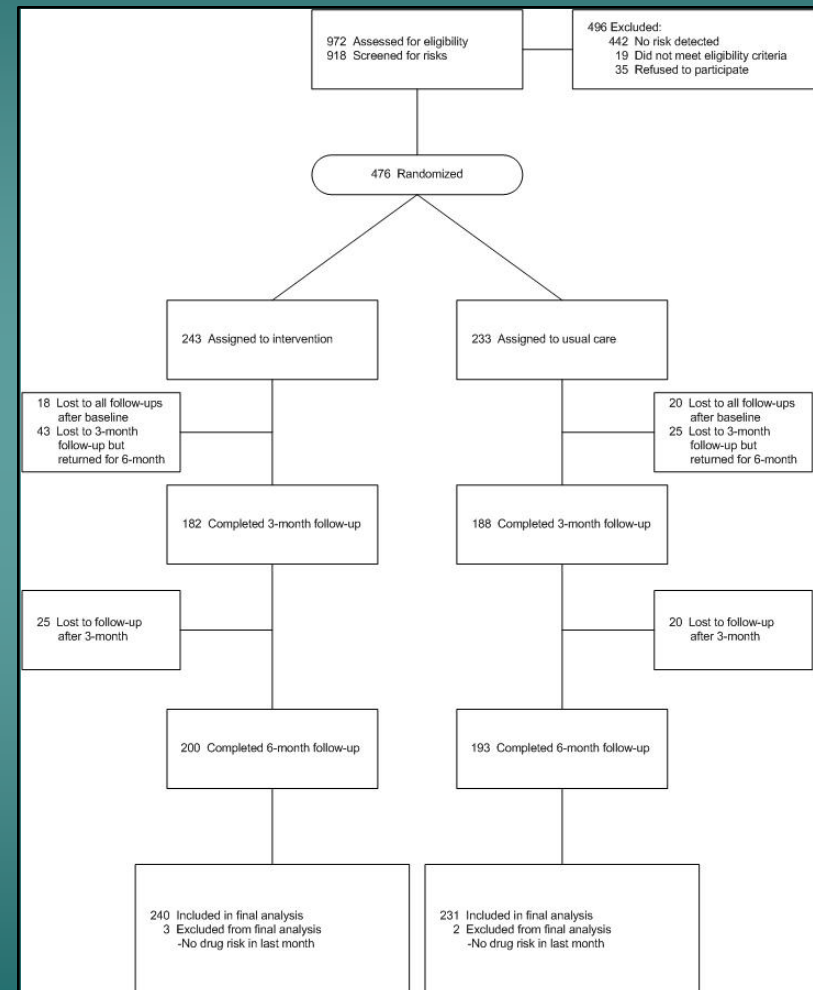 972 Assessed for eligibility
918 Screened for risks
496 Excluded:
442 No risk detected
19 Did not meet eligibility criteria
35 Refused to participate
476 Randomized
243 Assigned to intervention
233 Assigned to usual care
18 Lost to all follow-ups
after baseline
43 Lost to 3-month
follow-up but
returned for 6-month
20 Lost to all follow-ups
after baseline
25 Lost to 3-month
follow-up but
returned for 6-month
182 Completed 3-month follow-up
188 Completed 3-month follow-up
25 Lost to follow-up
after 3-month
20 Lost to follow-up
after 3-month
200 Completed 6-month follow-up
193 Completed 6-month follow-up
240 Included in final analysis
3 Excluded from final analysis
-No drug risk in last month
231 Included in final analysis
2 Excluded from final analysis
-No drug risk in last month